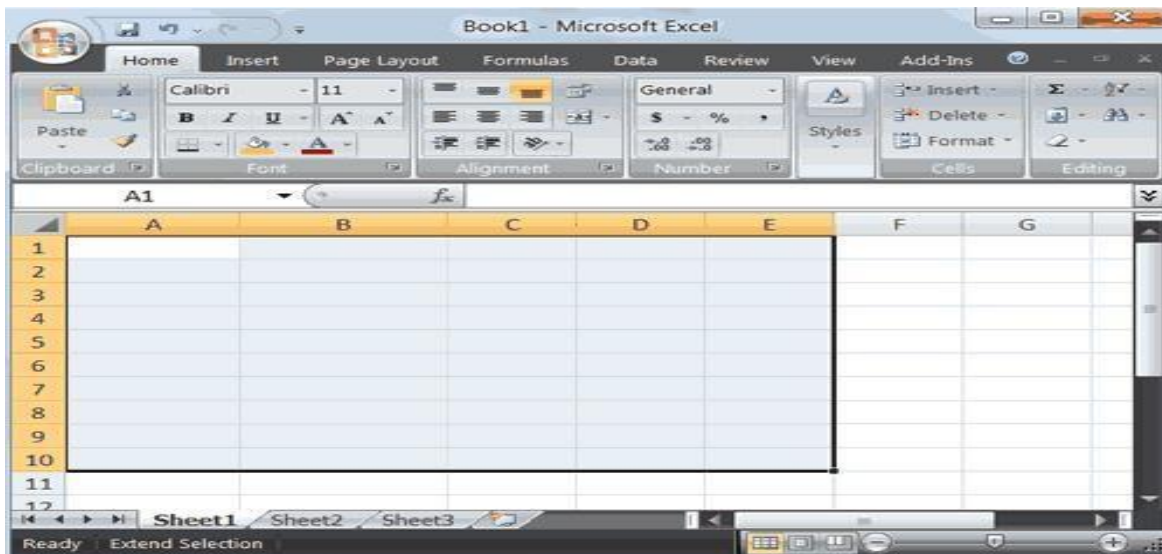 Book1 - Microsoft Excel
Home Insert Page Layout Formulas Data Review View Add-Ins
Calibri 11 General Insert
B I U A A $ % , Delete
Paste A Styles Format
Clipboard Font Alignment Number Cells Editing
A1 fx
A B C D E F G
1
2
3
4
5
6
7
8
9
10
11
12
Sheet1 Sheet2 Sheet3
Ready Extend Selection